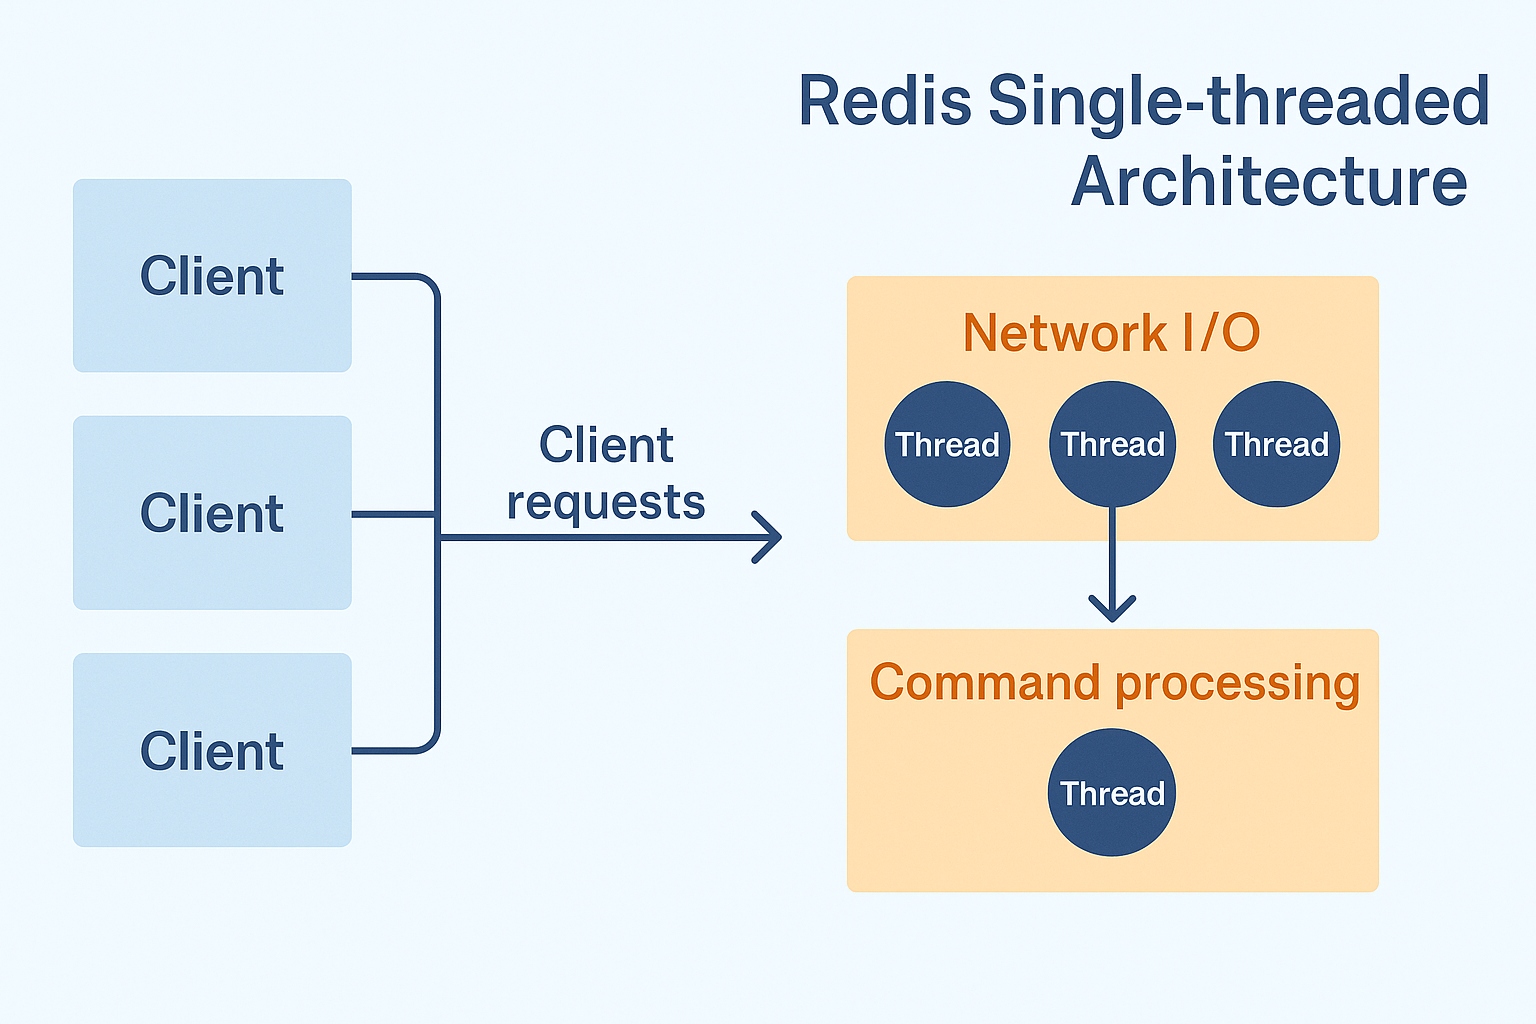 Redis Single-threaded
Architecture
Client
Client
Client
Client
requests
Network I/O
Thread
Thread
Thread
Command processing
Thread